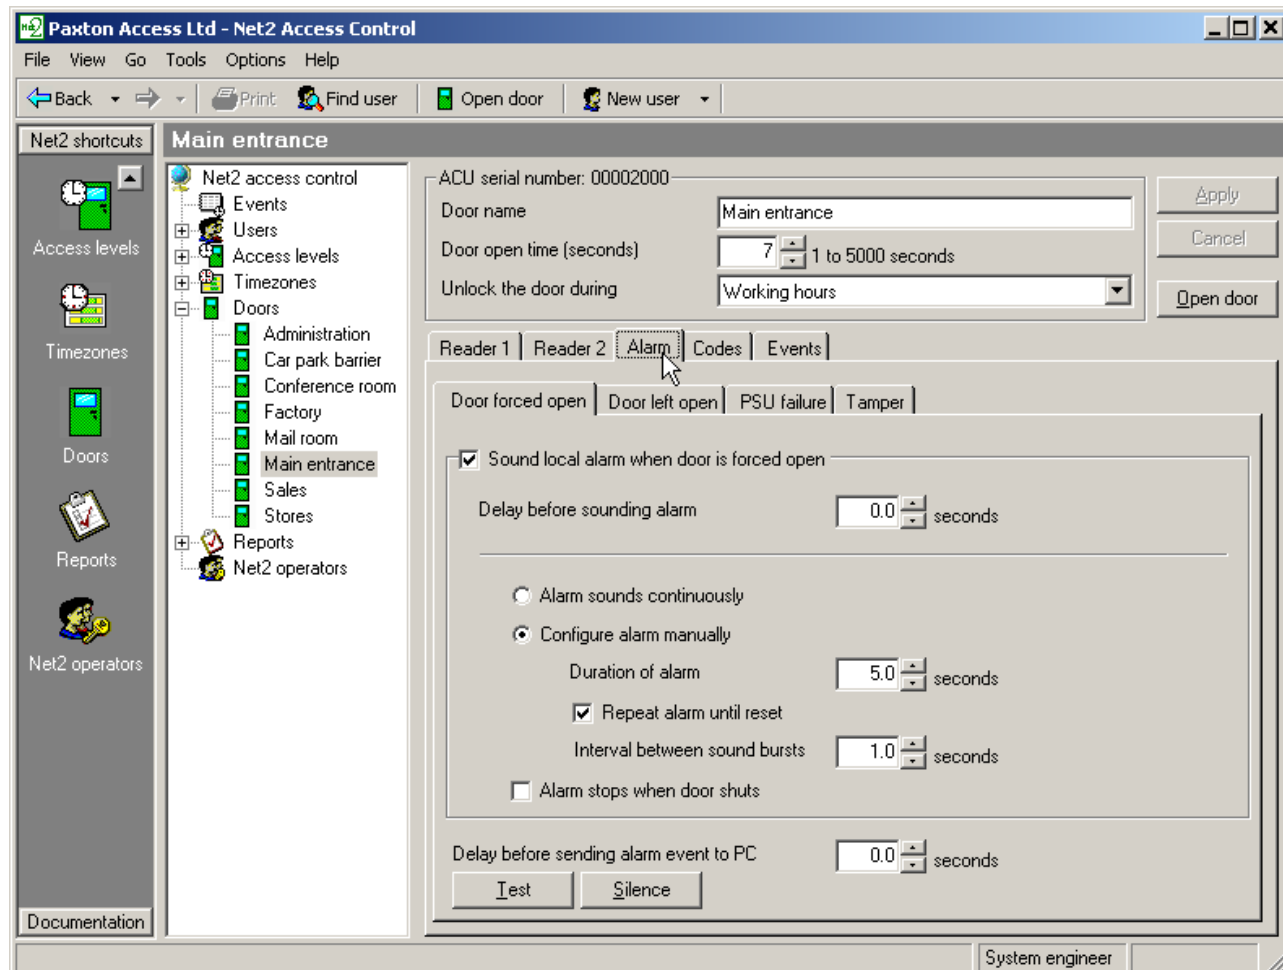 Paxton Access Ltd - Net2 Access Control
File View Go Tools Options Help
Back Print Find user Open door New user
Net2 shortcuts
Access levels
Timezones
Doors
Reports
Net2 operators
Documentation
Main entrance
Net2 access control
Events
Users
Access levels
Timezones
Doors
Administration
Car park barrier
Conference room
Factory
Mail room
Main entrance
Sales
Stores
Reports
Net2 operators
ACU serial number: 00002000
Door name Main entrance
Door open time (seconds) 7 1 to 5000 seconds
Unlock the door during Working hours
Apply
Cancel
Open door
Reader 1 Reader 2 Alarm Codes Events
Door forced open Door left open PSU failure Tamper
Sound local alarm when door is forced open
Delay before sounding alarm 0.0 seconds
Alarm sounds continuously
Configure alarm manually
Duration of alarm 5.0 seconds
Repeat alarm until reset
Interval between sound bursts 1.0 seconds
Alarm stops when door shuts
Delay before sending alarm event to PC 0.0 seconds
Test Silence
System engineer